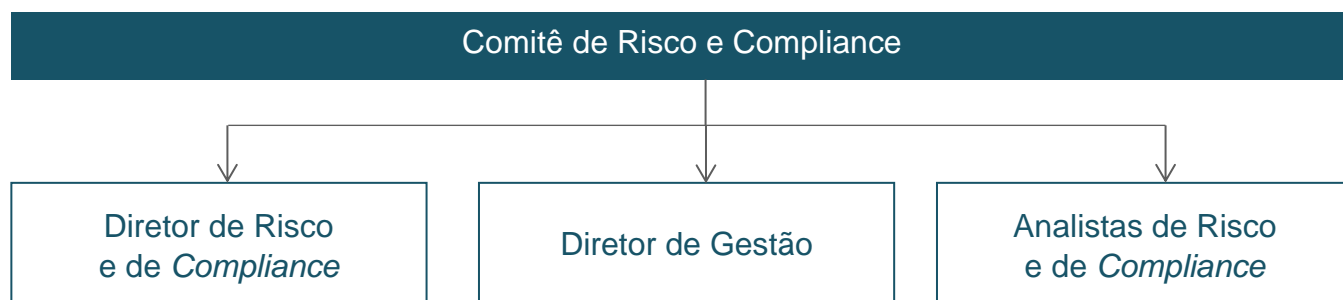 Comitê de Risco e Compliance
Diretor de Risco
e de Compliance
Diretor de Gestão
Analistas de Risco
e de Compliance